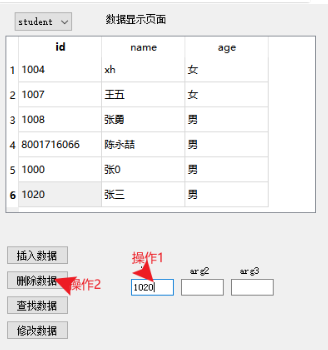 student 数据显示页面
id name age
1 1004 xh 女
2 1007 王五 女
3 1008 张勇 男
4 8001716066 陈永喆 男
5 1000 张0 男
6 1020 张三 男
插入数据 操作1
arg2 arg3
删除数据 操作2 1020
查找数据
修改数据